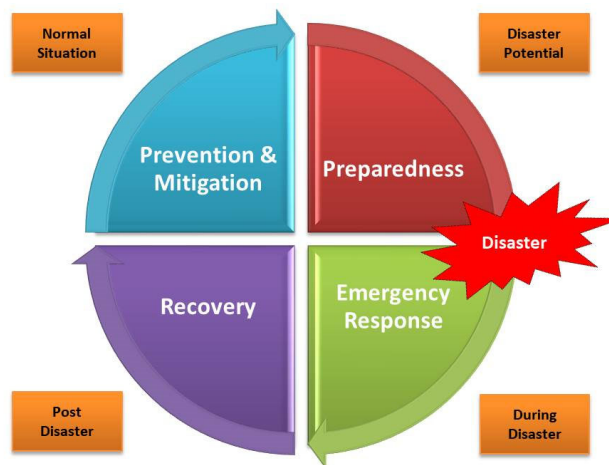 Normal
Situation
Disaster
Potential
Prevention &
Mitigation
Preparedness
Disaster
Recovery
Emergency
Response
Post
Disaster
During
Disaster